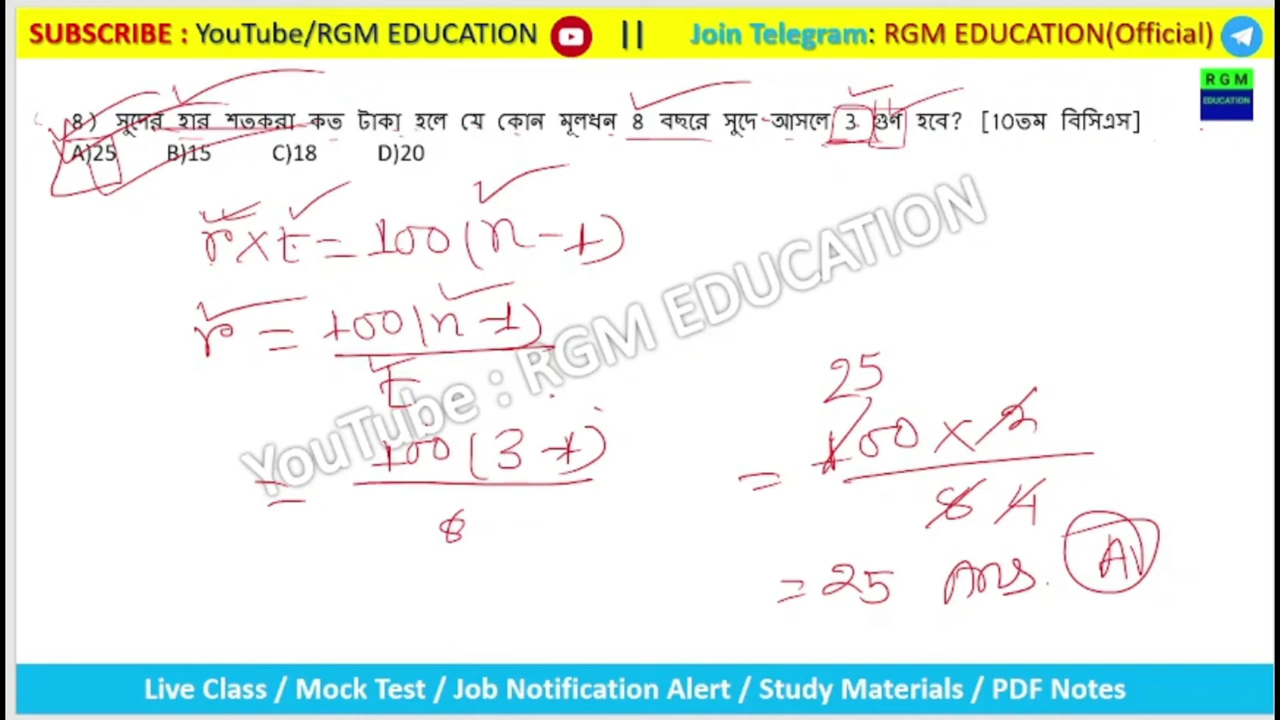 SUBSCRIBE : YouTube/RGM EDUCATION || Join Telegram: RGM EDUCATION(Official)
RGM
EDUCATION
8) সুদের হার শতকরা কত টাকা হলে যে কোন মূলধন 8 বছরে সুদে -আসলে 3 গুণ হবে? [10তম বিসিএস]
A)25 B)15 C)18 D)20
r × t = 100 (n - 1)
r = 100 (n - 1)
t
= 100 (3 - 1)
8
25
= 100 × 2
8 4
= 25 Ans. A)
YouTube : RGM EDUCATION
Live Class / Mock Test / Job Notification Alert / Study Materials / PDF Notes